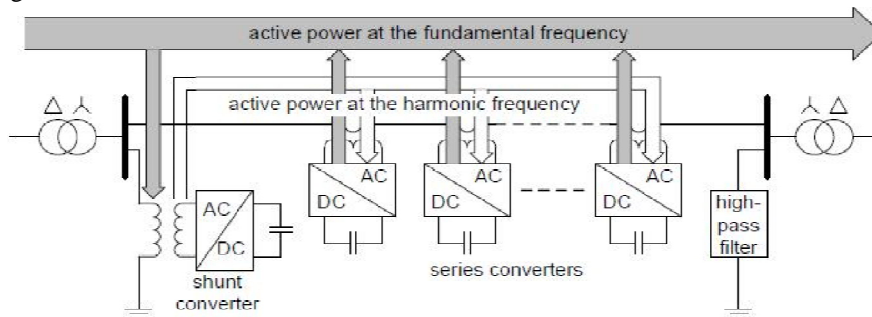 active power at the fundamental frequency
active power at the harmonic frequency
Δ Y
Y Δ
AC
DC
AC
DC
AC
DC
AC
DC
high-
pass
filter
shunt
converter
series converters